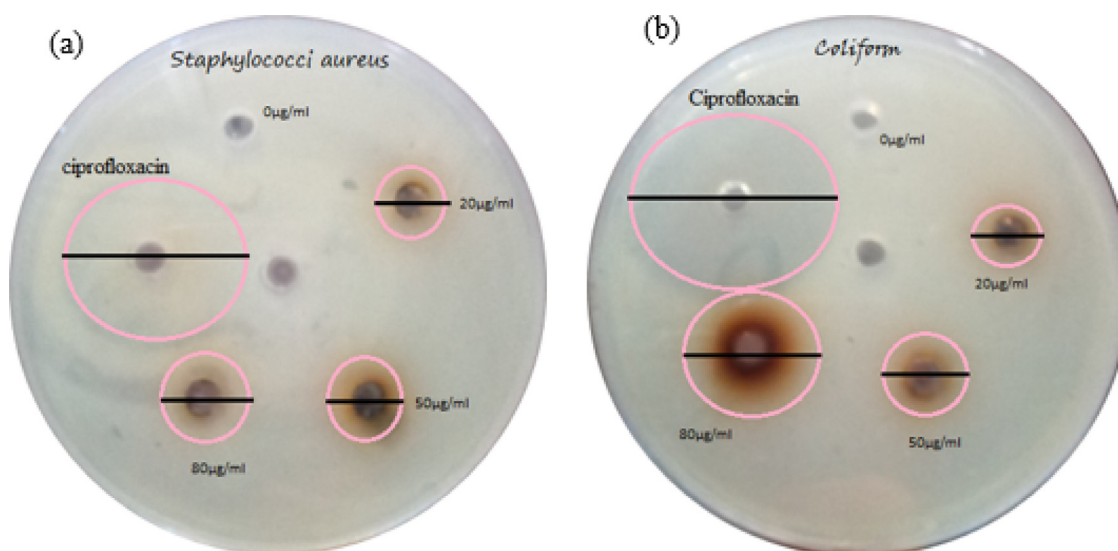 (a)
Staphylococci aureus
0µg/ml
ciprofloxacin
20µg/ml
50µg/ml
80µg/ml
(b)
Coliform
Ciprofloxacin
0µg/ml
20µg/ml
80µg/ml
50µg/ml